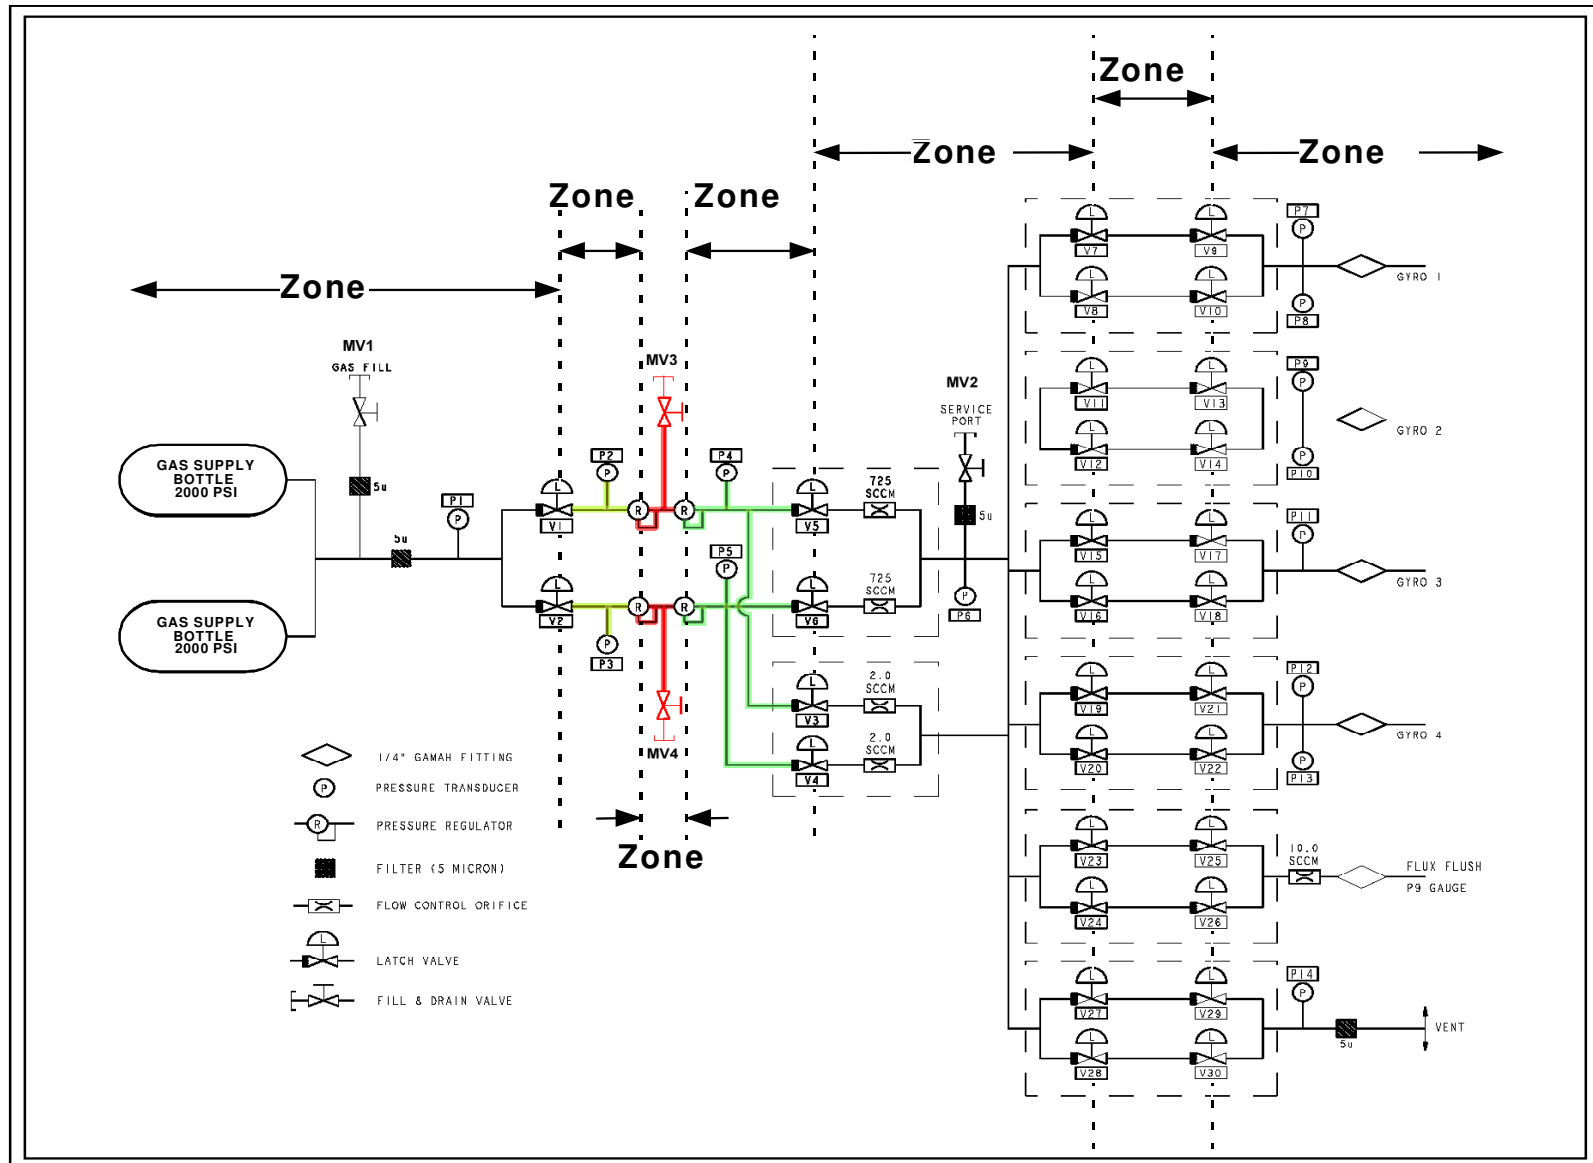 Zone
Zone
Zone
Zone
Zone
Zone
Zone
MV1
GAS FILL
GAS SUPPLY
BOTTLE
2000 PSI
GAS SUPPLY
BOTTLE
2000 PSI
5u
5u
P1
L
V1
L
V2
P2
P
P3
P
P
MV3
MV4
R
R
R
R
P4
P
P5
P
L
V5
L
V6
L
V3
L
V4
725
SCCM
725
SCCM
2.0
SCCM
2.0
SCCM
MV2
SERVICE
PORT
5u
P
P6
L
V7
L
V9
L
V8
L
V10
P7
P
P
P8
GYRO 1
L
V11
L
V13
L
V12
L
V14
P9
P
P
P10
GYRO 2
L
V15
L
V17
L
V16
L
V18
P11
P
GYRO 3
L
V19
L
V21
L
V20
L
V22
P12
P
P
P13
GYRO 4
L
V23
L
V25
L
V24
L
V26
10.0
SCCM
FLUX FLUSH
P9 GAUGE
L
V27
L
V29
L
V28
L
V30
P14
P
5u
VENT
1/4" GAMAH FITTING
P
PRESSURE TRANSDUCER
R
PRESSURE REGULATOR
FILTER (5 MICRON)
FLOW CONTROL ORIFICE
L
LATCH VALVE
FILL & DRAIN VALVE